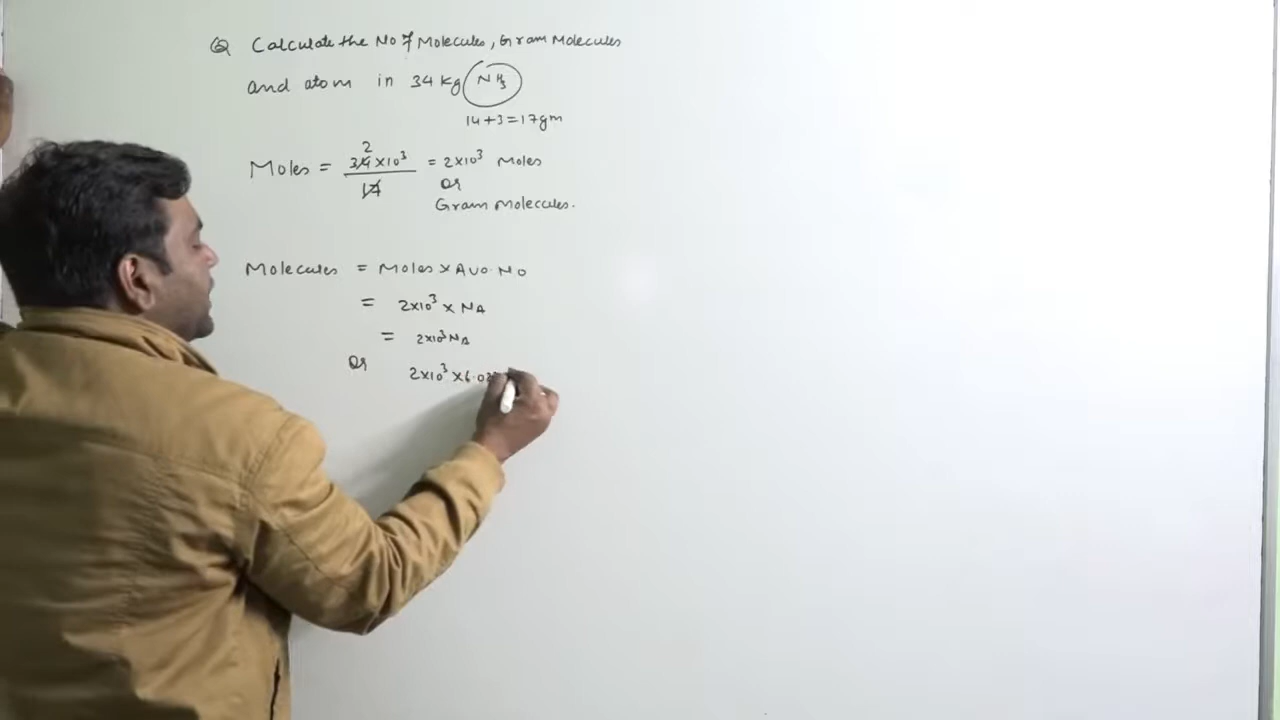 Q Calculate the No of Molecules, Gram Molecules
and atom in 34 kg NH3
14+3=17gm
2
Moles = 34×10³ = 2×10³ Moles
17
Or
Gram Molecules.
Molecules = Moles × Avo. No
= 2×10³ × NA
= 2×10³ NA
Or 2×10³ × 6.02